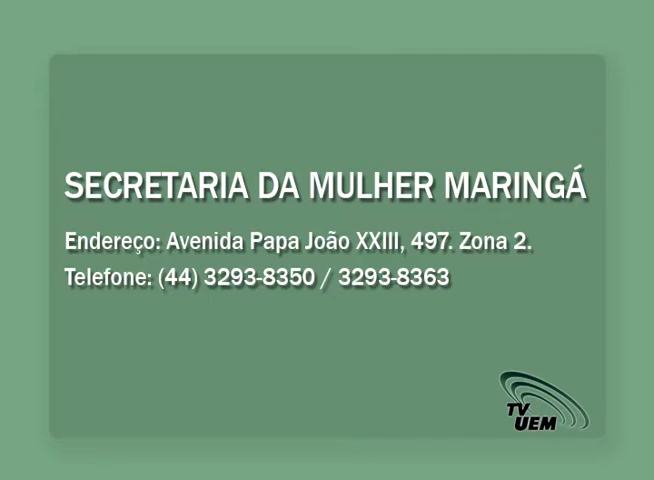 SECRETARIA DA MULHER MARINGÁ
Endereço: Avenida Papa João XXIII, 497. Zona 2.
Telefone: (44) 3293-8350 / 3293-8363
TV
UEM